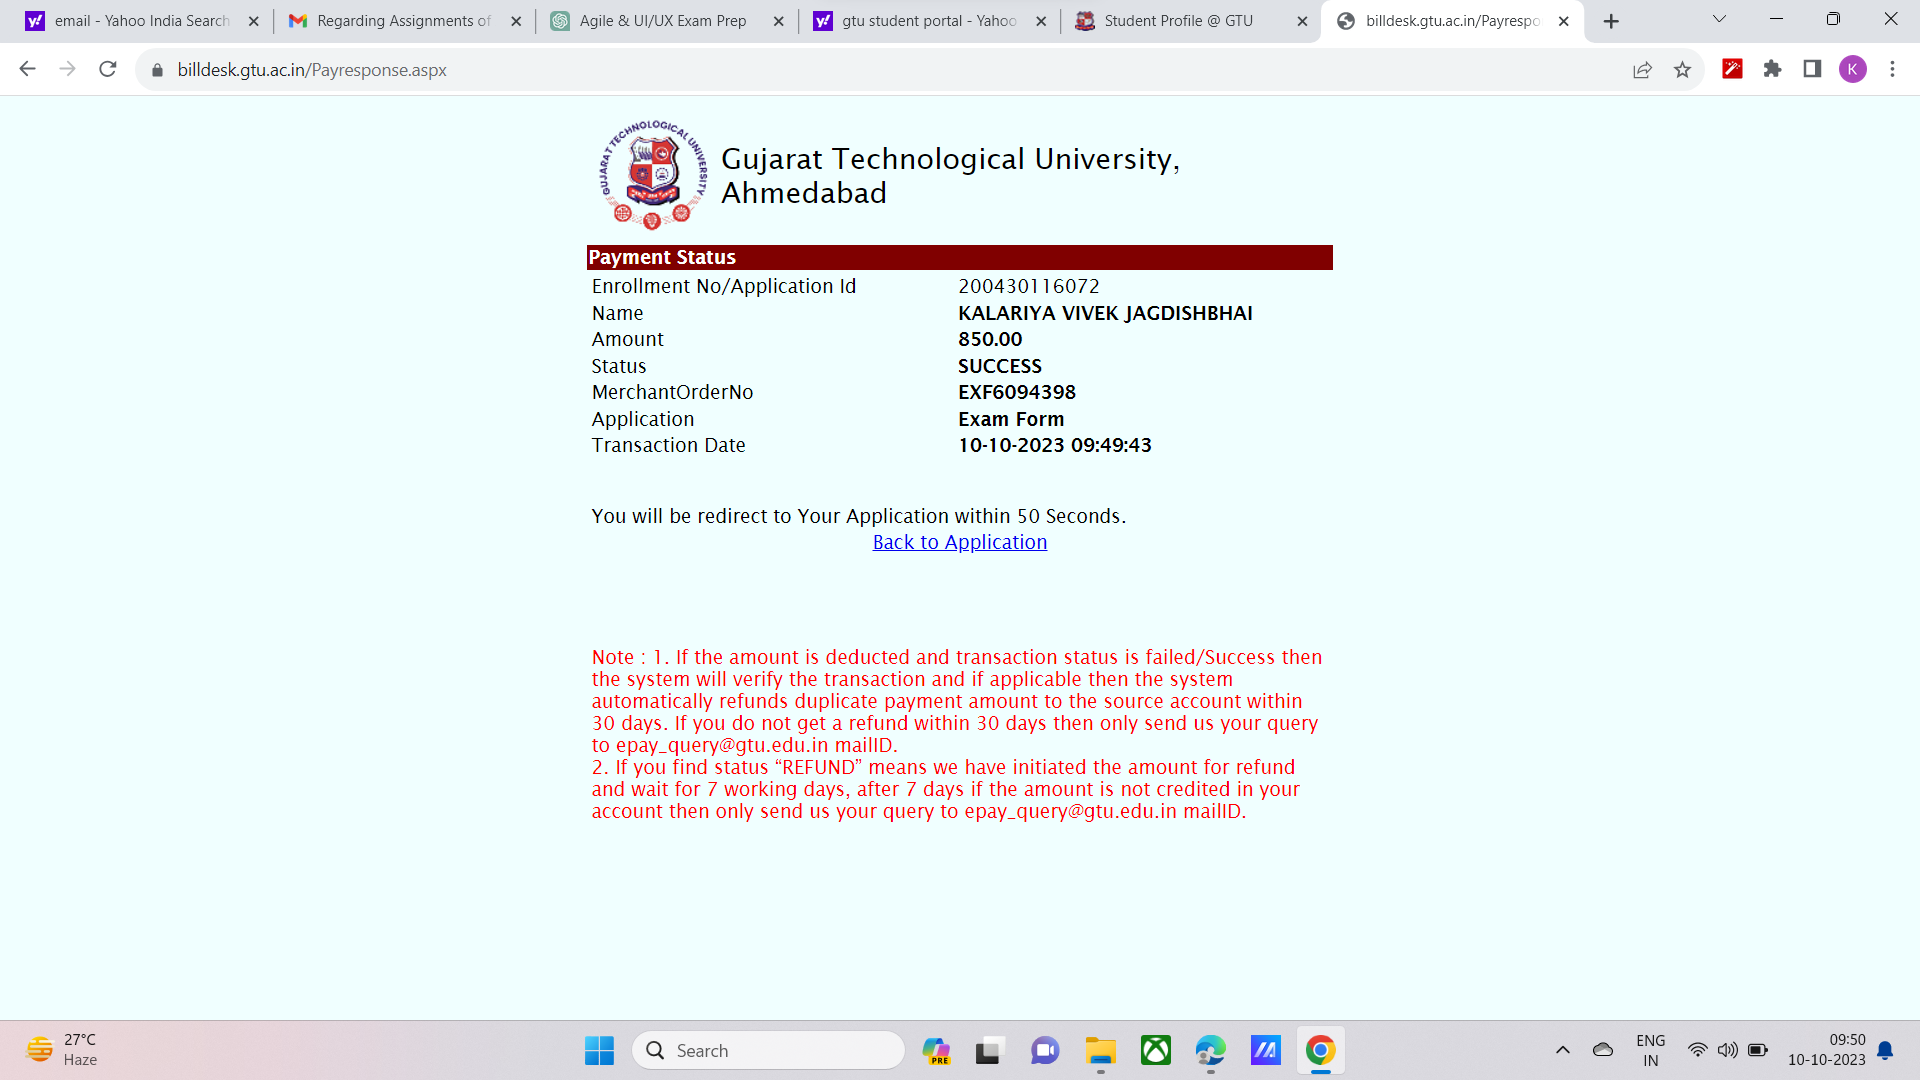 email - Yahoo India Search
Regarding Assignments of
Agile & UI/UX Exam Prep
gtu student portal - Yahoo
Student Profile @ GTU
billdesk.gtu.ac.in/Payrespo
billdesk.gtu.ac.in/Payresponse.aspx
K
GUJARAT TECHNOLOGICAL UNIVERSITY
Gujarat Technological University,
Ahmedabad
Payment Status
Enrollment No/Application Id 200430116072
Name KALARIYA VIVEK JAGDISHBHAI
Amount 850.00
Status SUCCESS
MerchantOrderNo EXF6094398
Application Exam Form
Transaction Date 10-10-2023 09:49:43
You will be redirect to Your Application within 50 Seconds.
Back to Application
Note : 1. If the amount is deducted and transaction status is failed/Success then
the system will verify the transaction and if applicable then the system
automatically refunds duplicate payment amount to the source account within
30 days. If you do not get a refund within 30 days then only send us your query
to epay_query@gtu.edu.in mailID.
2. If you find status “REFUND” means we have initiated the amount for refund
and wait for 7 working days, after 7 days if the amount is not credited in your
account then only send us your query to epay_query@gtu.edu.in mailID.
27°C
Haze
Search
PRE
ENG
IN
09:50
10-10-2023